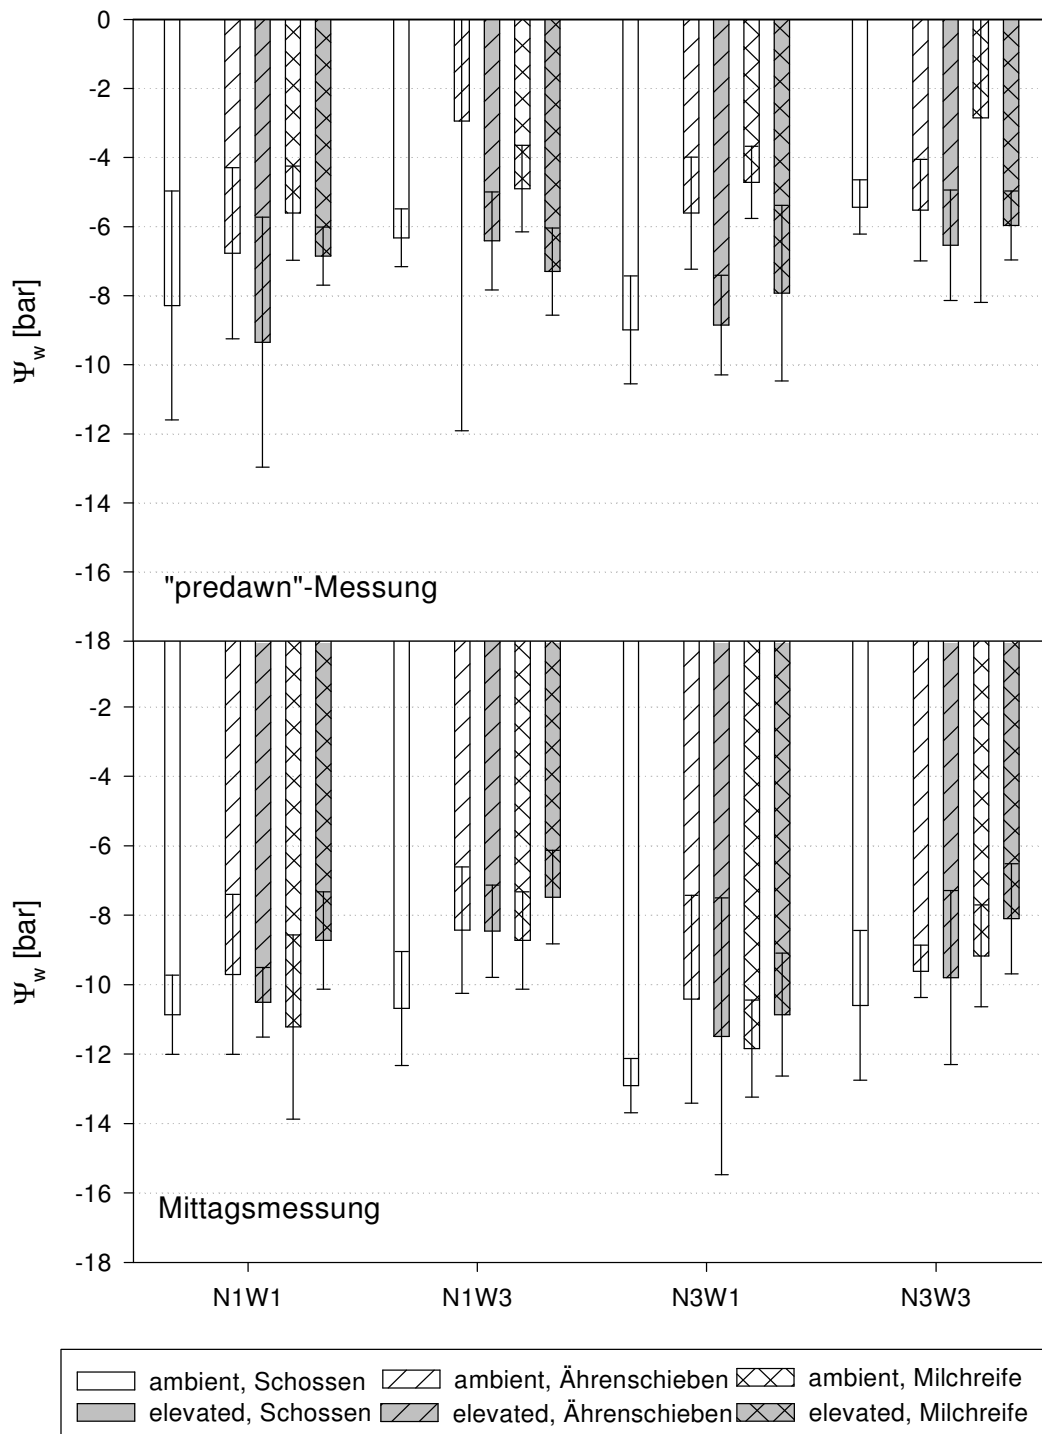 0
-2
-4
-6
-8
-10
-12
-14
-16
-18
Ψw [bar]
"predawn"-Messung
-2
-4
-6
-8
-10
-12
-14
-16
-18
Ψw [bar]
Mittagsmessung
N1W1 N1W3 N3W1 N3W3
ambient, Schossen ambient, Ährenschieben ambient, Milchreife
elevated, Schossen elevated, Ährenschieben elevated, Milchreife